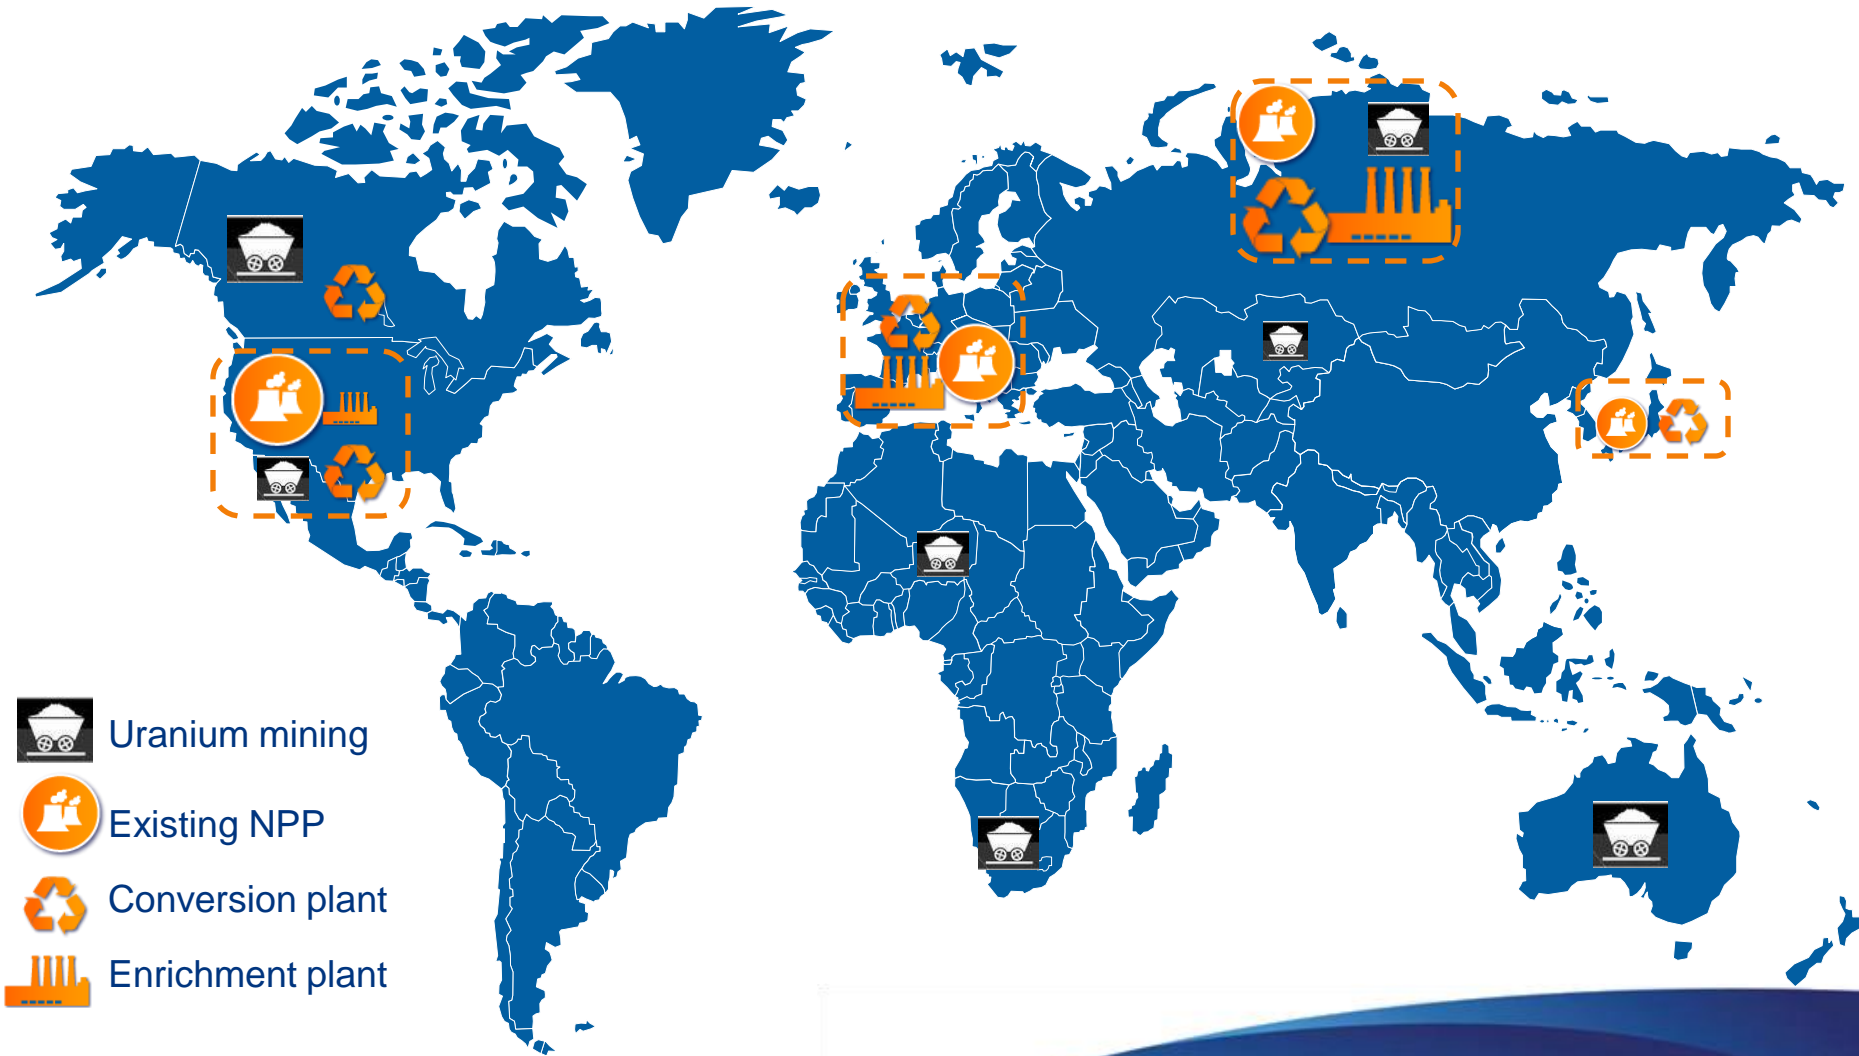 Uranium mining
Existing NPP
Conversion plant
Enrichment plant